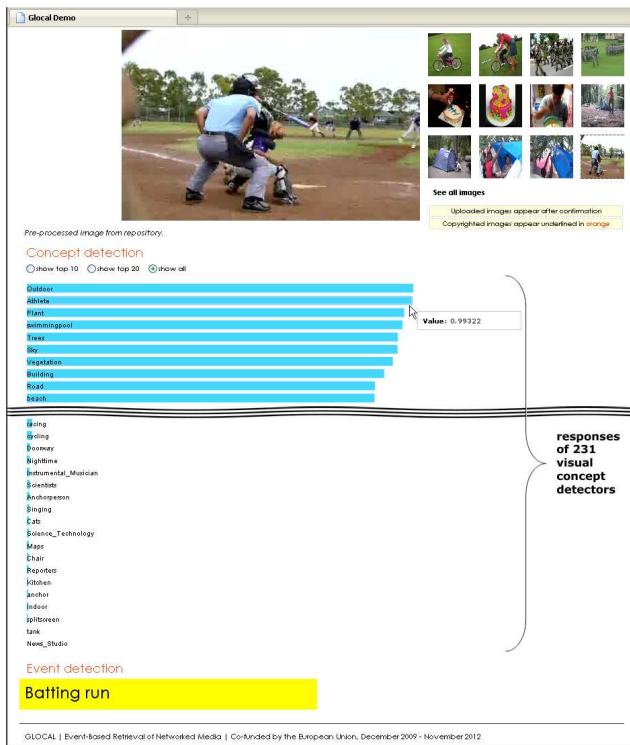 Glocal Demo
See all images
Uploaded images appear after confirmation
Copyrighted images appear underlined in orange
Pre-processed image from repository.
Concept detection
show top 10 show top 20 show all
Outdoor
Athlete
Plant
Value: 0.99322
swimmingpool
Trees
Sky
Vegetation
Building
Road
beach
racing
cycling
Doorway
Nighttime
Instrumental_Musician
Scientists
Anchorperson
Singing
Cats
Science_Technology
Maps
Chair
Reporters
Kitchen
anchor
Indoor
splitscreen
tank
News_Studio
responses
of 231
visual
concept
detectors
Event detection
Batting run
GLOCAL | Event-Based Retrieval of Networked Media | Co-funded by the European Union, December 2009 - November 2012